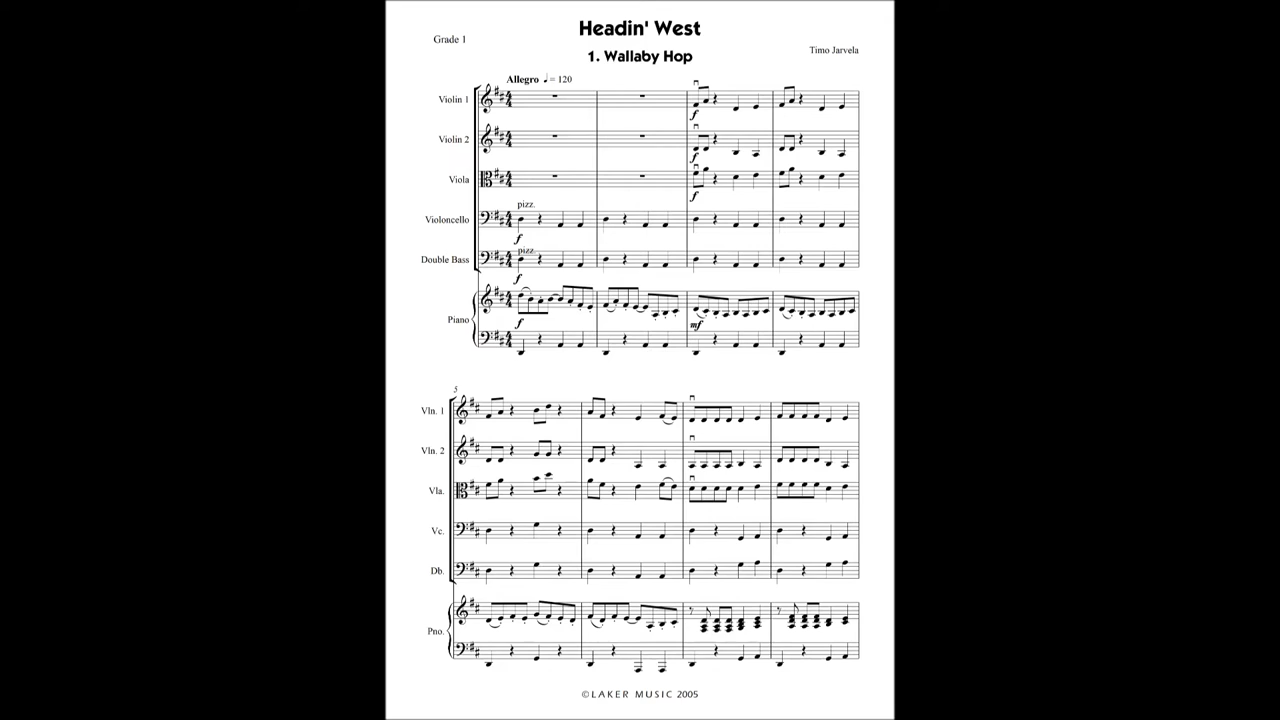 Headin' West
Grade 1
1. Wallaby Hop
Timo Jarvela
Allegro ♩ = 120
Violin 1
f
Violin 2
f
Viola
f
pizz.
Violoncello
f
pizz.
Double Bass
f
Piano
f
mf
5
Vln. 1
Vln. 2
Vla.
Vc.
Db.
Pno.
©LAKER MUSIC 2005